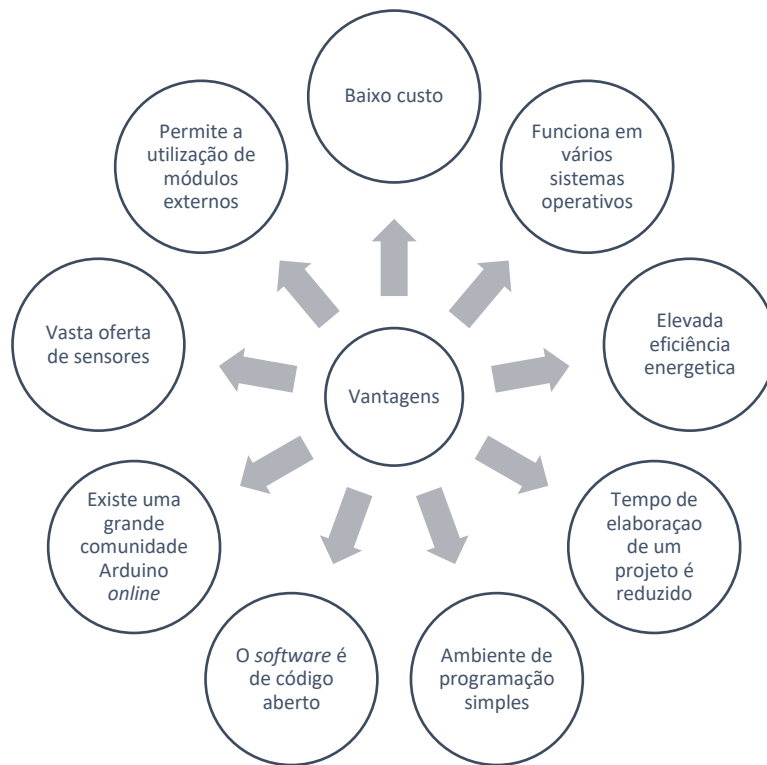 Baixo custo
Funciona em
vários
sistemas
operativos
Elevada
eficiência
energetica
Tempo de
elaboraçao
de um
projeto é
reduzido
Ambiente de
programação
simples
O software é
de código
aberto
Existe uma
grande
comunidade
Arduino
online
Vasta oferta
de sensores
Permite a
utilização de
módulos
externos
Vantagens